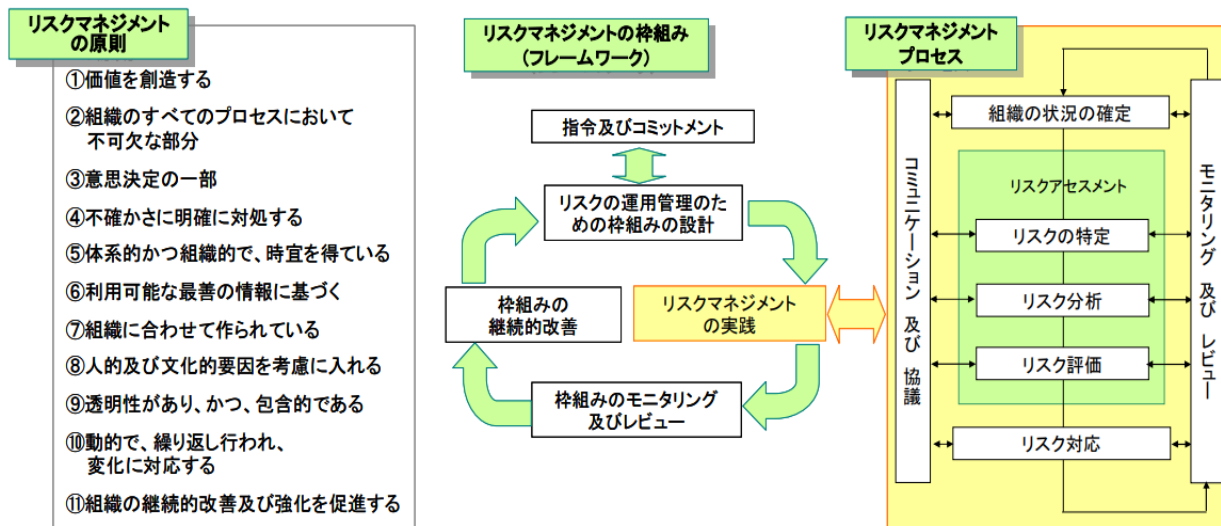 リスクマネジメント
の原則
①価値を創造する
②組織のすべてのプロセスにおいて
不可欠な部分
③意思決定の一部
④不確かさに明確に対処する
⑤体系的かつ組織的で、時宜を得ている
⑥利用可能な最善の情報に基づく
⑦組織に合わせて作られている
⑧人的及び文化的要因を考慮に入れる
⑨透明性があり、かつ、包含的である
⑩動的で、繰り返し行われ、
変化に対応する
⑪組織の継続的改善及び強化を促進する
リスクマネジメントの枠組み
(フレームワーク)
指令及びコミットメント
リスクの運用管理のた
めの枠組みの設計
枠組みの
継続的改善
リスクマネジメント
の実践
枠組みのモニタリング
及びレビュー
リスクマネジメント
プロセス
コミュニケーション 及び 協議
組織の状況の確定
リスクアセスメント
リスクの特定
リスク分析
リスク評価
リスク対応
モニタリング 及び レビュー